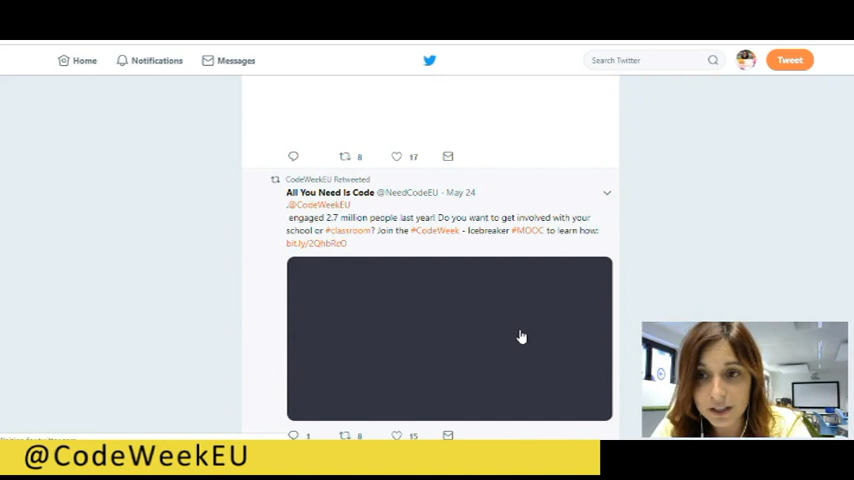 Home Notifications Messages Search Twitter Tweet
8 17
CodeWeekEU Retweeted
All You Need Is Code @NeedCodeEU - May 24
.@CodeWeekEU
engaged 2.7 million people last year! Do you want to get involved with your
school or #classroom? Join the #CodeWeek - Icebreaker #MOOC to learn how:
bit.ly/2QhbRcO
1 8 15
@CodeWeekEU